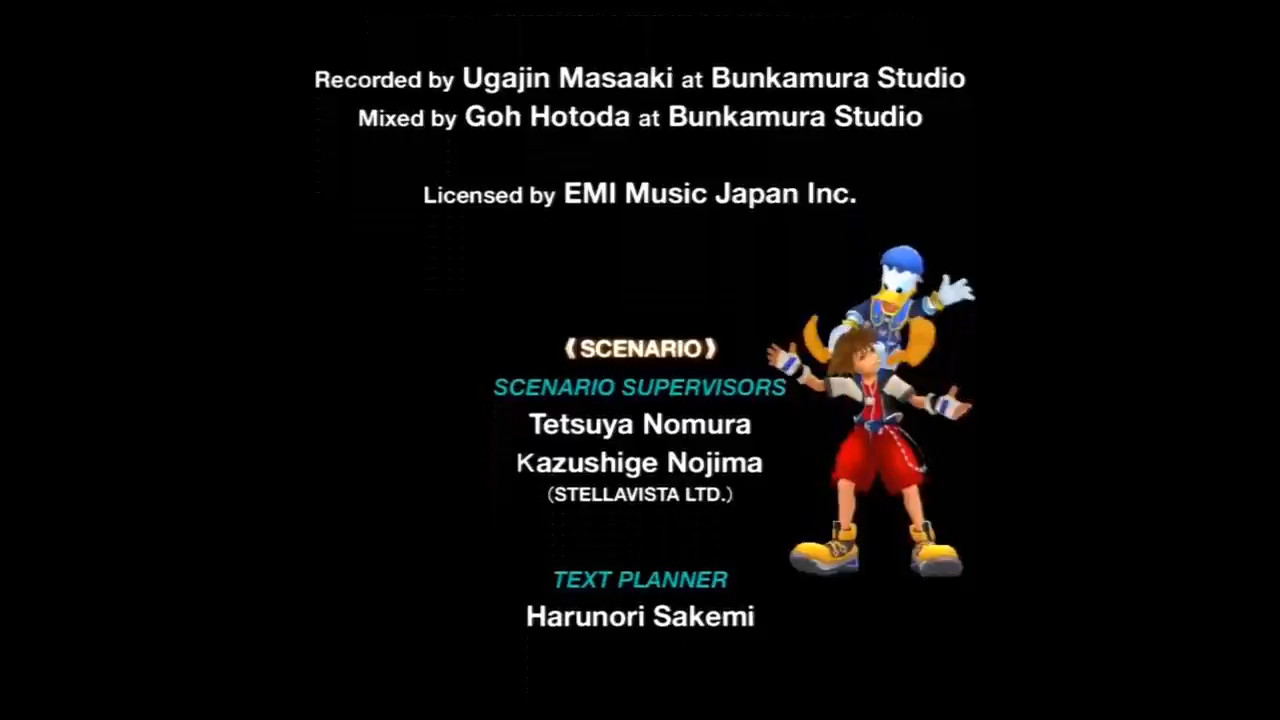 Recorded by Ugajin Masaaki at Bunkamura Studio
Mixed by Goh Hotoda at Bunkamura Studio
Licensed by EMI Music Japan Inc.
《SCENARIO》
SCENARIO SUPERVISORS
Tetsuya Nomura
Kazushige Nojima
(STELLAVISTA LTD.)
TEXT PLANNER
Harunori Sakemi